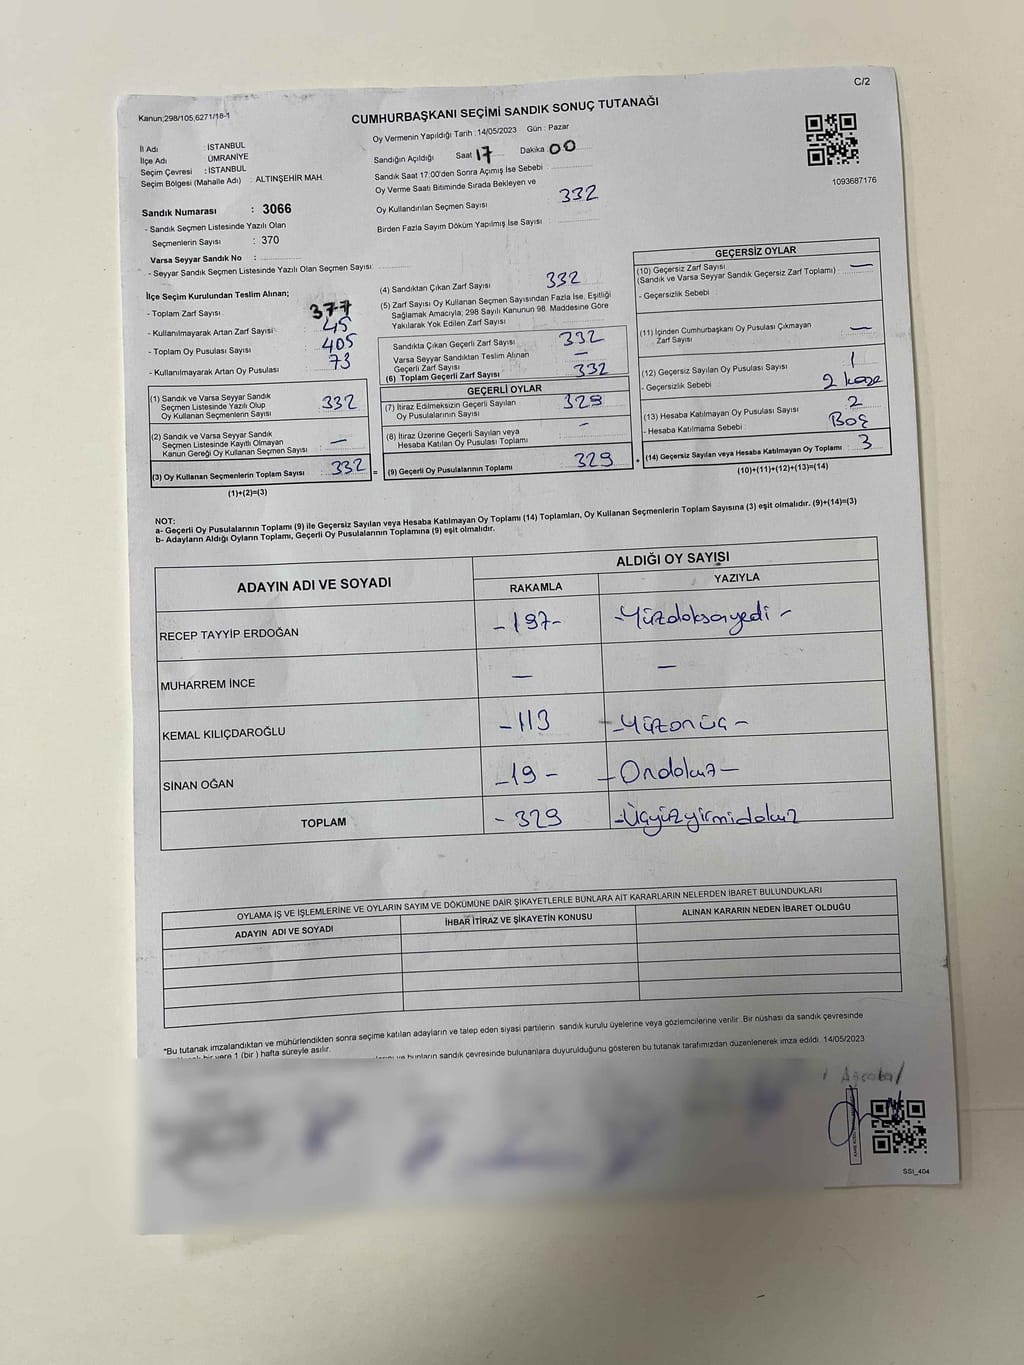 C/2
Kanun;298/105,6271/18-1
CUMHURBAŞKANI SEÇİMİ SANDIK SONUÇ TUTANAĞI
İl Adı : İSTANBUL
İlçe Adı : ÜMRANİYE
Seçim Çevresi : İSTANBUL
Seçim Bölgesi (Mahalle Adı) : ALTINŞEHİR MAH.
Sandık Numarası : 3066
- Sandık Seçmen Listesinde Yazılı Olan
Seçmenlerin Sayısı : 370
Varsa Seyyar Sandık No :
- Seyyar Sandık Seçmen Listesinde Yazılı Olan Seçmen Sayısı:
Oy Vermenin Yapıldığı Tarih : 14/05/2023 Gün : Pazar
Sandığın Açıldığı Saat 17 Dakika 00
Sandık Saat 17:00'den Sonra Açımış İse Sebebi :
Oy Verme Saati Bitiminde Sırada Bekleyen ve
Oy Kullandırılan Seçmen Sayısı : 332
Birden Fazla Sayım Döküm Yapılmış İse Sayısı :
1093687176
İlçe Seçim Kurulundan Teslim Alınan;
- Toplam Zarf Sayısı : 377
- Kullanılmayarak Artan Zarf Sayısı : 45
- Toplam Oy Pusulası Sayısı : 405
- Kullanılmayarak Artan Oy Pusulası : 73
(1) Sandık ve Varsa Seyyar Sandık
Seçmen Listesinde Yazılı Olup
Oy Kullanan Seçmenlerin Sayısı : 332
(2) Sandık ve Varsa Seyyar Sandık
Seçmen Listesinde Kayıtlı Olmayan
Kanun Gereği Oy Kullanan Seçmen Sayısı : —
(3) Oy Kullanan Seçmenlerin Toplam Sayısı : 332 =
(1)+(2)=(3)
(4) Sandıktan Çıkan Zarf Sayısı : 332
(5) Zarf Sayısı Oy Kullanan Seçmen Sayısından Fazla İse, Eşitliği
Sağlamak Amacıyla; 298 Sayılı Kanunun 98. Maddesine Göre
Yakılarak Yok Edilen Zarf Sayısı :
Sandıkta Çıkan Geçerli Zarf Sayısı : 332
Varsa Seyyar Sandıktan Teslim Alınan
Geçerli Zarf Sayısı : —
(6) Toplam Geçerli Zarf Sayısı : 332
GEÇERLİ OYLAR
(7) İtiraz Edilmeksizin Geçerli Sayılan
Oy Pusulalarının Sayısı : 329
(8) İtiraz Üzerine Geçerli Sayılan veya
Hesaba Katılan Oy Pusulası Toplamı : —
(9) Geçerli Oy Pusulalarının Toplamı : 329 +
GEÇERSİZ OYLAR
(10) Geçersiz Zarf Sayısı
(Sandık ve Varsa Seyyar Sandık Geçersiz Zarf Toplamı) : —
- Geçersizlik Sebebi :
(11) İçinden Cumhurbaşkanı Oy Pusulası Çıkmayan
Zarf Sayısı : —
(12) Geçersiz Sayılan Oy Pusulası Sayısı : 1
- Geçersizlik Sebebi : 2 kaşe
(13) Hesaba Katılmayan Oy Pusulası Sayısı : 2
- Hesaba Katılmama Sebebi : Boş
(14) Geçersiz Sayılan veya Hesaba Katılmayan Oy Toplamı : 3
(10)+(11)+(12)+(13)=(14)
NOT:
a- Geçerli Oy Pusulalarının Toplamı (9) ile Geçersiz Sayılan veya Hesaba Katılmayan Oy Toplamı (14) Toplamları, Oy Kullanan Seçmenlerin Toplam Sayısına (3) eşit olmalıdır. (9)+(14)=(3)
b- Adayların Aldığı Oyların Toplamı, Geçerli Oy Pusulalarının Toplamına (9) eşit olmalıdır.
ADAYIN ADI VE SOYADI ALDIĞI OY SAYISI
RAKAMLA YAZIYLA
RECEP TAYYİP ERDOĞAN -197- -Yüzdoksanyedi-
MUHARREM İNCE — —
KEMAL KILIÇDAROĞLU -113 -Yüzonüç-
SİNAN OĞAN -19- -Ondokuz-
TOPLAM -329 -Üçyüzyirmidokuz
OYLAMA İŞ VE İŞLEMLERİNE VE OYLARIN SAYIM VE DÖKÜMÜNE DAİR ŞİKAYETLERLE BUNLARA AİT KARARLARIN NELERDEN İBARET BULUNDUKLARI
ADAYIN ADI VE SOYADI İHBAR İTİRAZ VE ŞİKAYETİN KONUSU ALINAN KARARIN NEDEN İBARET OLDUĞU
*Bu tutanak imzalandıktan ve mühürlendikten sonra seçime katılan adayların ve talep eden siyasi partilerin sandık kurulu üyelerine veya gözlemcilerine verilir. Bir nüshası da sandık çevresinde
bir yere 1 (bir ) hafta süreyle asılır.
ve bunların sandık çevresinde bulunanlara duyurulduğunu gösteren bu tutanak tarafımızdan düzenlenerek imza edildi. 14/05/2023
SSI_404